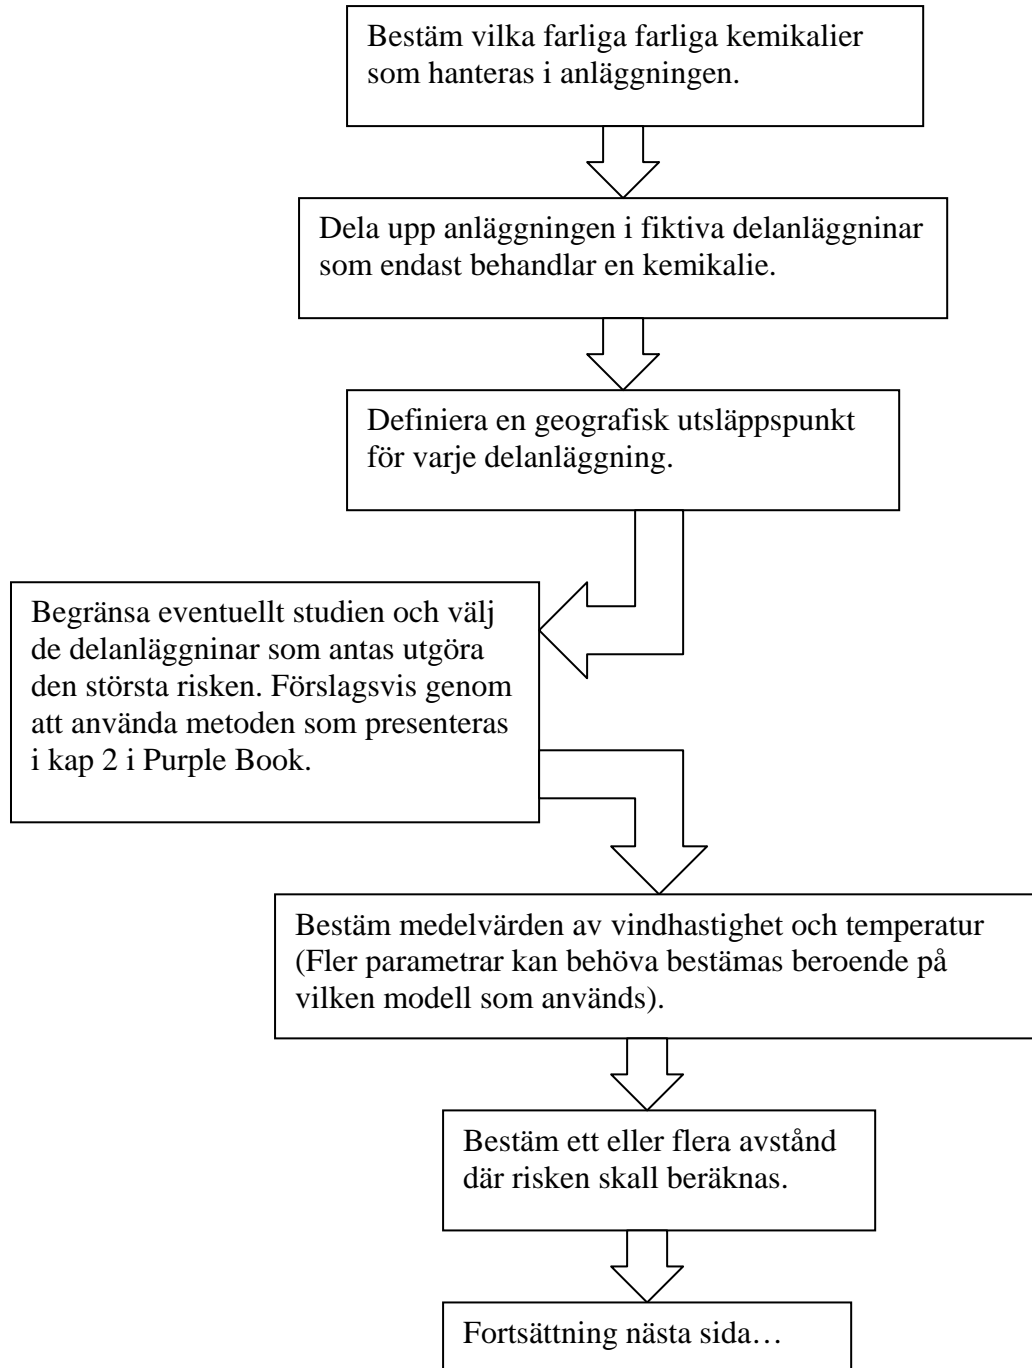 Bestäm vilka farliga farliga kemikalier
som hanteras i anläggningen.
Dela upp anläggningen i fiktiva delanläggninar
som endast behandlar en kemikalie.
Definiera en geografisk utsläppspunkt
för varje delanläggning.
Begränsa eventuellt studien och välj
de delanläggninar som antas utgöra
den största risken. Förslagsvis genom
att använda metoden som presenteras
i kap 2 i Purple Book.
Bestäm medelvärden av vindhastighet och temperatur
(Fler parametrar kan behöva bestämas beroende på
vilken modell som används).
Bestäm ett eller flera avstånd
där risken skall beräknas.
Fortsättning nästa sida…